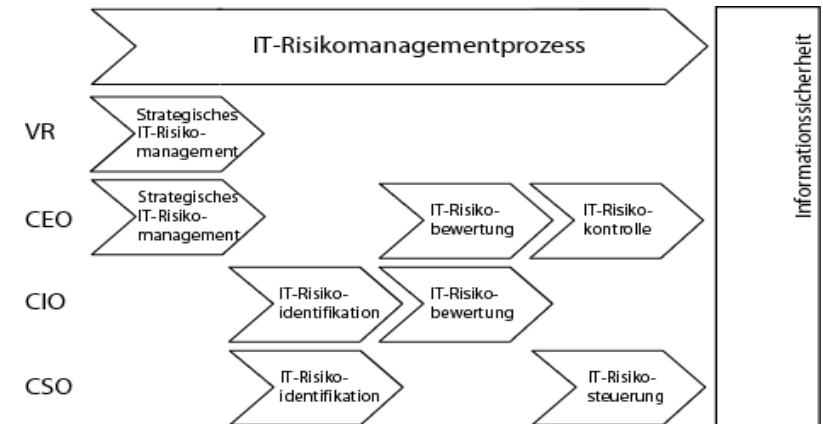 IT-Risikomanagementprozess
Informationssicherheit
VR
Strategisches
IT-Risiko-
management
CEO
Strategisches
IT-Risiko-
management
IT-Risiko-
bewertung
IT-Risiko-
kontrolle
CIO
IT-Risiko-
identifikation
IT-Risiko-
bewertung
CSO
IT-Risiko-
identifikation
IT-Risiko-
steuerung